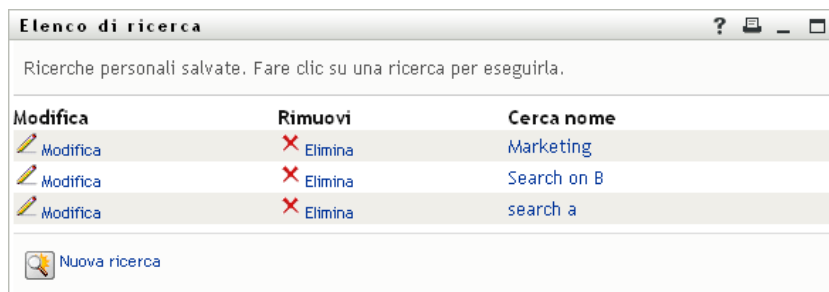 Elenco di ricerca ?
Ricerche personali salvate. Fare clic su una ricerca per eseguirla.
Modifica Rimuovi Cerca nome
Modifica Elimina Marketing
Modifica Elimina Search on B
Modifica Elimina search a
Nuova ricerca